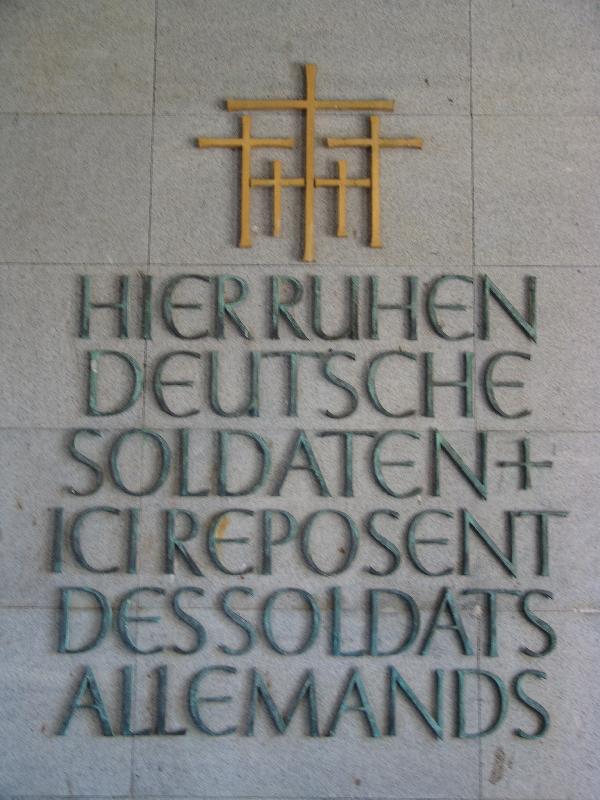 HIER RUHEN
DEUTSCHE
SOLDATEN +
ICI REPOSENT
DES SOLDATS
ALLEMANDS